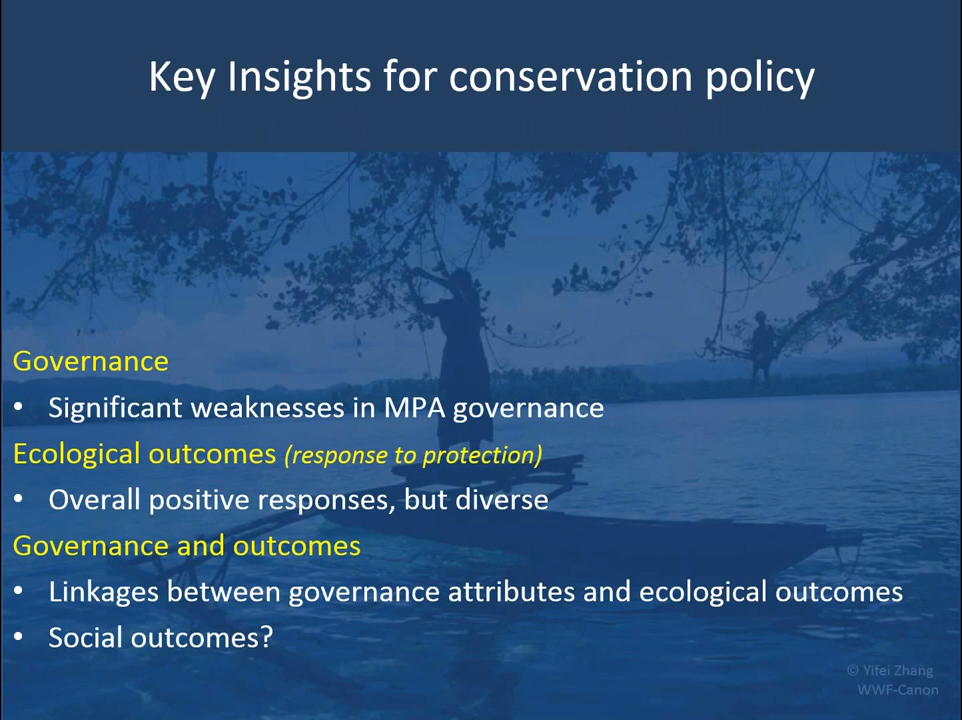 Key Insights for conservation policy
Governance
• Significant weaknesses in MPA governance
Ecological outcomes (response to protection)
• Overall positive responses, but diverse
Governance and outcomes
• Linkages between governance attributes and ecological outcomes
• Social outcomes?
© Yifei Zhang
WWF-Canon